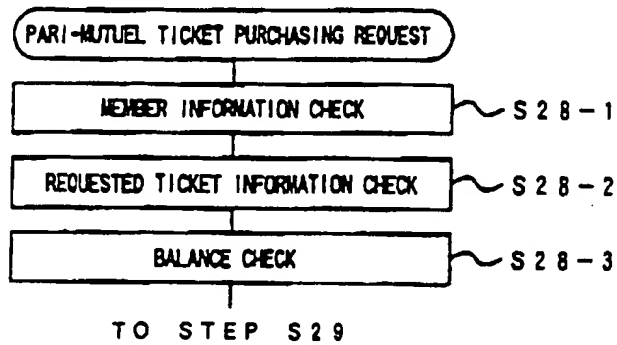 PARI-MUTUEL TICKET PURCHASING REQUEST
MEMBER INFORMATION CHECK S28-1
REQUESTED TICKET INFORMATION CHECK S28-2
BALANCE CHECK S28-3
TO STEP S29